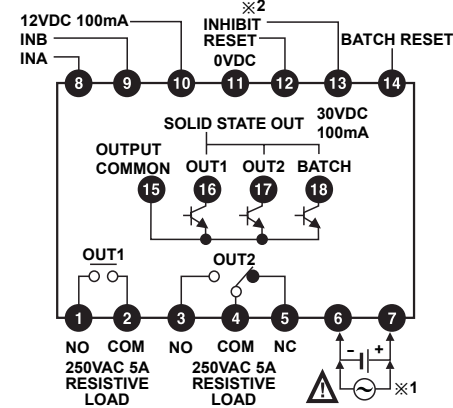 ※2
12VDC 100mA
INHIBIT
INB
RESET
BATCH RESET
INA
0VDC
8 9 10 11 12 13 14
30VDC
100mA
SOLID STATE OUT
OUTPUT
COMMON
OUT1 OUT2 BATCH
15 16 17 18
OUT1
OUT2
1 2 3 4 5 6 7
NO COM NO COM NC
- +
250VAC 5A
RESISTIVE
LOAD
250VAC 5A
RESISTIVE
LOAD
! ※1